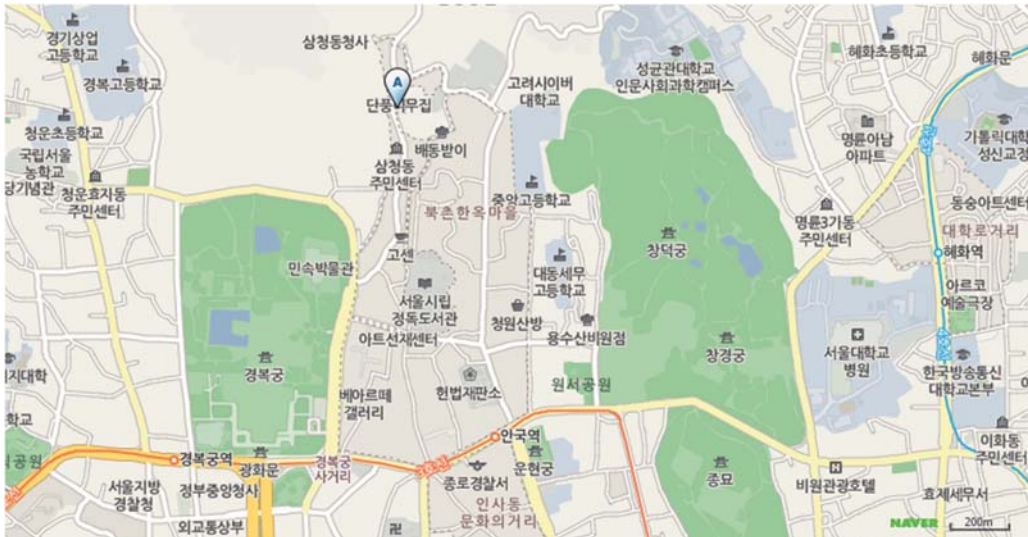 경기상업
고등학교
경복고등학교
청운초등학교
국립서울
농학교
당기념관
청운효자동
주민센터
삼청동청사
A
단풍나무집
배동받이
삼청동
주민센터
북촌한옥마을
고려사이버
대학교
중앙고등학교
성균관대학교
인문사회과학캠퍼스
혜화초등학교
혜화문
4호선
명륜아남
아파트
가톨릭대학
성신교정
동숭아트센터
명륜3가동
주민센터
대학로거리
혜화역
고센
민속박물관
서울시립
정독도서관
아트선재센터
대동세무
고등학교
청원산방
용수산비원점
창덕궁
창경궁
서울대학교
병원
아르코
예술극장
한국방송통신
대학교본부
경복궁
베아르떼
갤러리
헌법재판소
원서공원
안국역
3호선
경복궁역
광화문
경복궁
사거리
종로경찰서
운현궁
종묘
인사동
문화의거리
서울지방
경찰청
정부중앙청사
외교통상부
H
비원관광호텔
이화동
주민센터
효제세무서
NAVER
200m